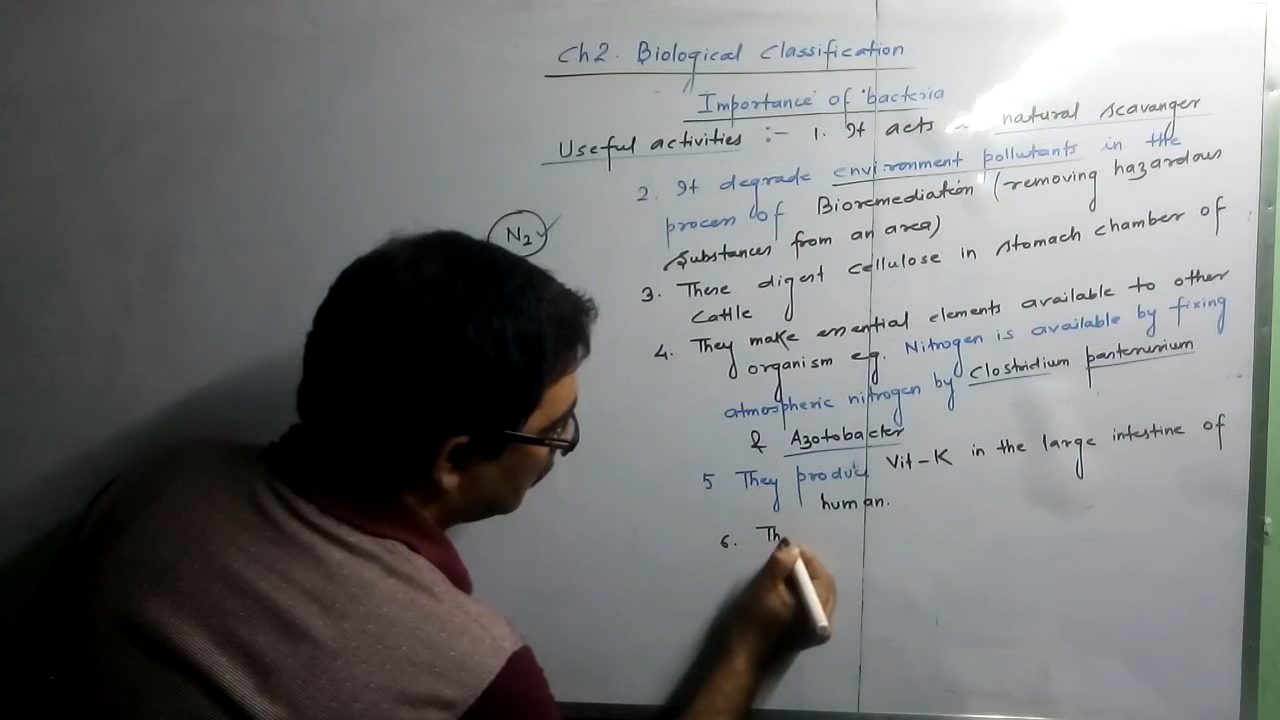 Ch2. Biological Classification
Importance of bacteria
Useful activities :- 1. It acts natural scavanger
2. It degrade environment pollutants in the
process of Bioremediation (removing hazardous
substances from an area)
3. These digest cellulose in stomach chamber of
Cattle
4. They make essential elements available to other
organism eg. Nitrogen is available by fixing
atmospheric nitrogen by Clostridium
& Azotobacter
5 They produce Vit-K in the large intestine of
human.
6. Th
N2